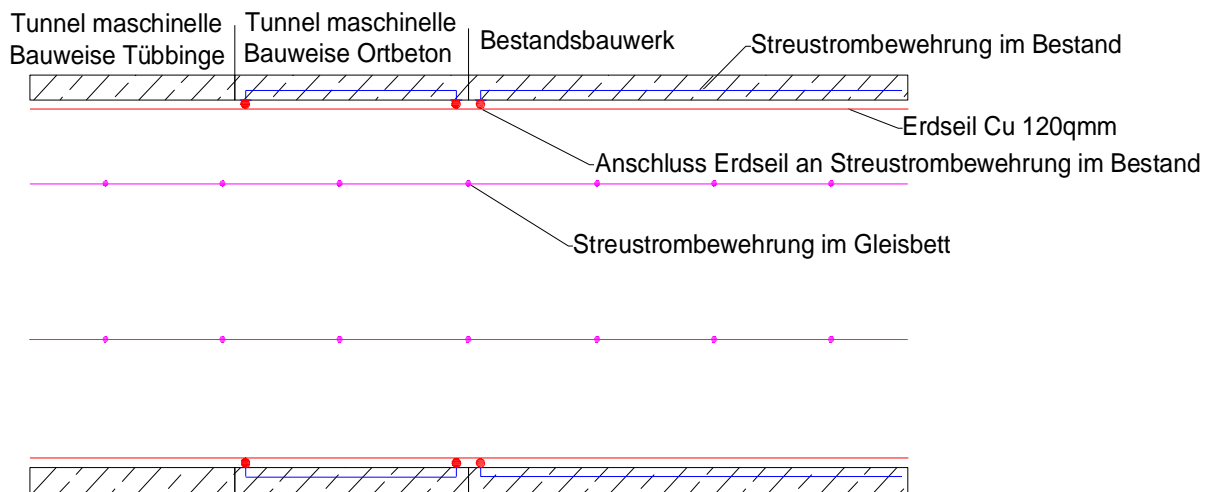 Tunnel maschinelle
Bauweise Tübbinge
Tunnel maschinelle
Bauweise Ortbeton
Bestandsbauwerk
Streustrombewehrung im Bestand
Erdseil Cu 120qmm
Anschluss Erdseil an Streustrombewehrung im Bestand
Streustrombewehrung im Gleisbett